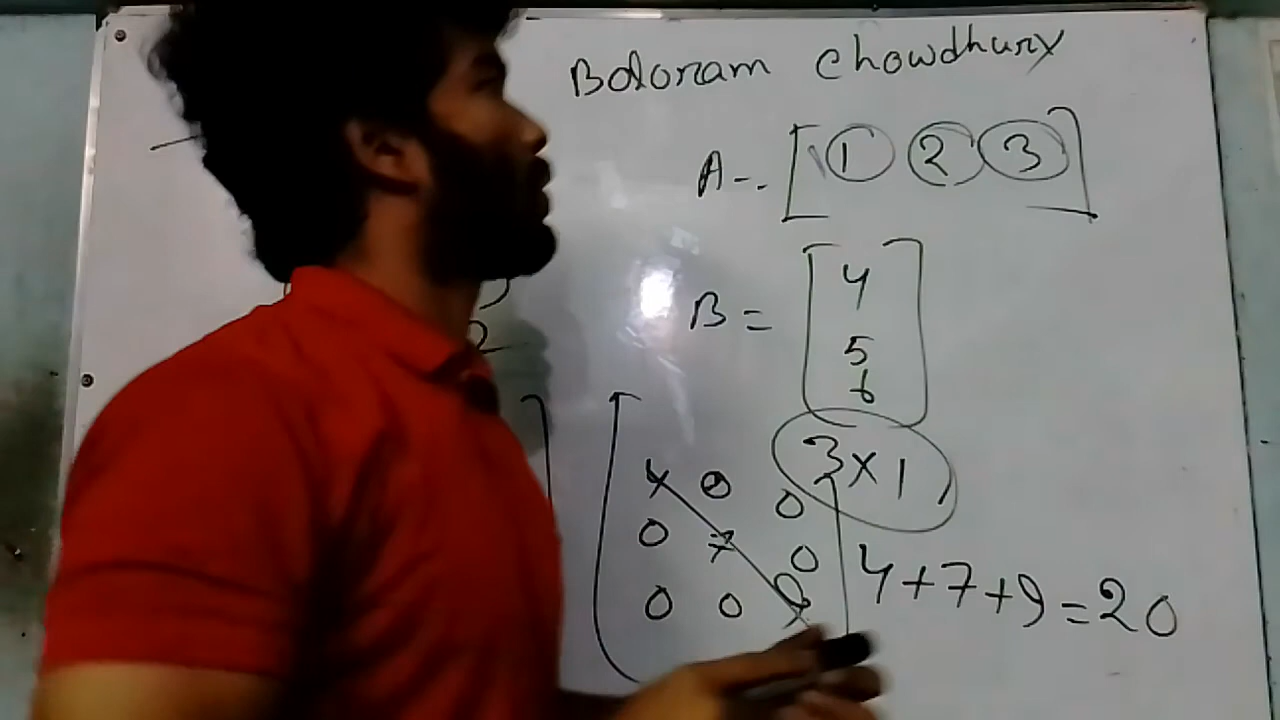 Boloram Chowdhury
A = [1 2 3]
B =
4
5
6
3×1
4 0 0
0 7 0
0 0 9
4+7+9=20